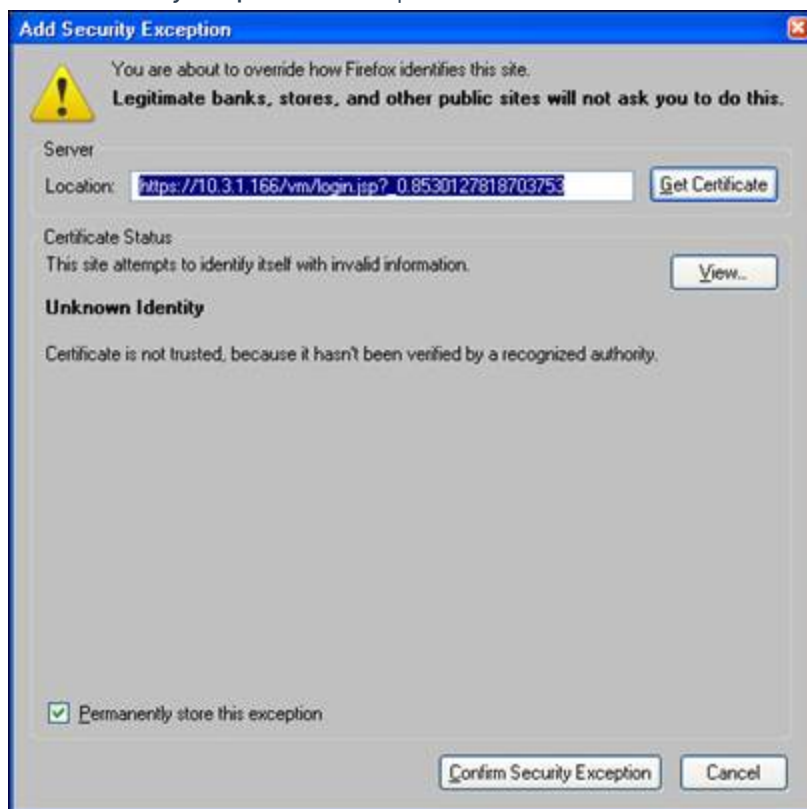 Add Security Exception
You are about to override how Firefox identifies this site.
Legitimate banks, stores, and other public sites will not ask you to do this.
Server
Location: https://10.3.1.166/vm/login.jsp?_0.8530127818703753 Get Certificate
Certificate Status
This site attempts to identify itself with invalid information.
View...
Unknown Identity
Certificate is not trusted, because it hasn't been verified by a recognized authority.
Permanently store this exception
Confirm Security Exception Cancel